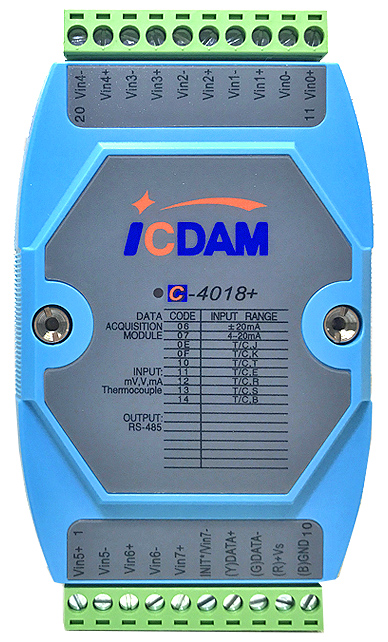 20 Vin4- Vin4+ Vin3- Vin3+ Vin2- Vin2+ Vin1- Vin1+ Vin0- 11 Vin0+
ICDAM
C-4018+
DATA ACQUISITION MODULE
INPUT: mV,V,mA Thermocouple
OUTPUT: RS-485
CODE INPUT RANGE
06 ±20mA
07 4~20mA
0E T/C,J
0F T/C,K
10 T/C,T
11 T/C,E
12 T/C,R
13 T/C,S
14 T/C,B
Vin5+ 1 Vin5- Vin6+ Vin6- Vin7+ INIT*/Vin7- (Y)DATA+ (G)DATA- (R)+Vs (B)GND 10